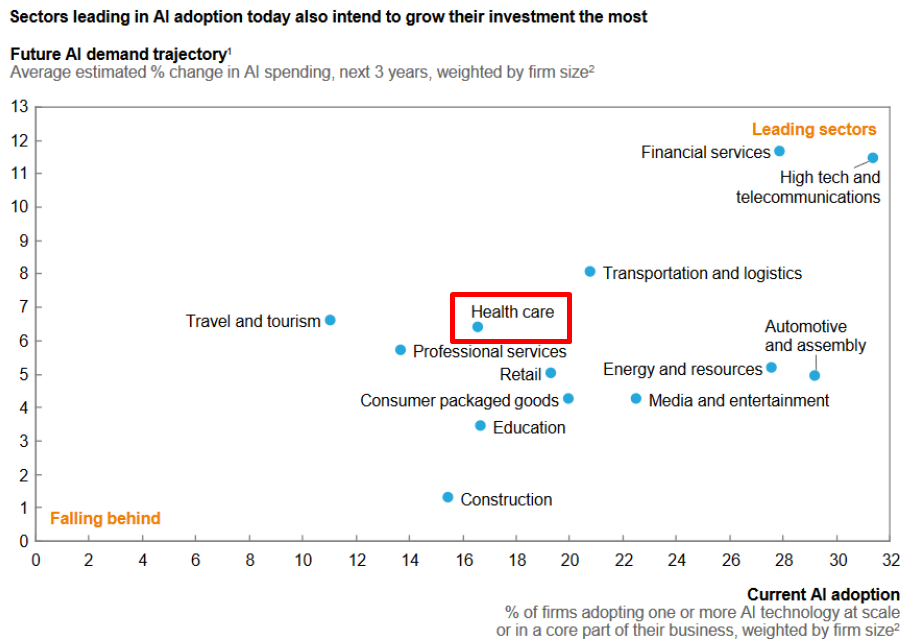 Sectors leading in AI adoption today also intend to grow their investment the most
Future AI demand trajectory¹
Average estimated % change in AI spending, next 3 years, weighted by firm size²
13
12
11
10
9
8
7
6
5
4
3
2
1
0
Leading sectors
Financial services
High tech and
telecommunications
Transportation and logistics
Health care
Travel and tourism
Automotive
and assembly
Professional services
Retail
Energy and resources
Consumer packaged goods
Media and entertainment
Education
Construction
Falling behind
0 2 4 6 8 10 12 14 16 18 20 22 24 26 28 30 32
Current AI adoption
% of firms adopting one or more AI technology at scale
or in a core part of their business, weighted by firm size²